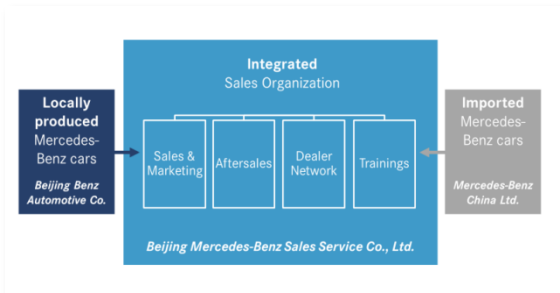 Integrated
Sales Organization
Locally
produced
Mercedes-
Benz cars
Beijing Benz
Automotive Co.
Sales &
Marketing
Aftersales
Dealer
Network
Trainings
Imported
Mercedes-
Benz cars
Mercedes-Benz
China Ltd.
Beijing Mercedes-Benz Sales Service Co., Ltd.